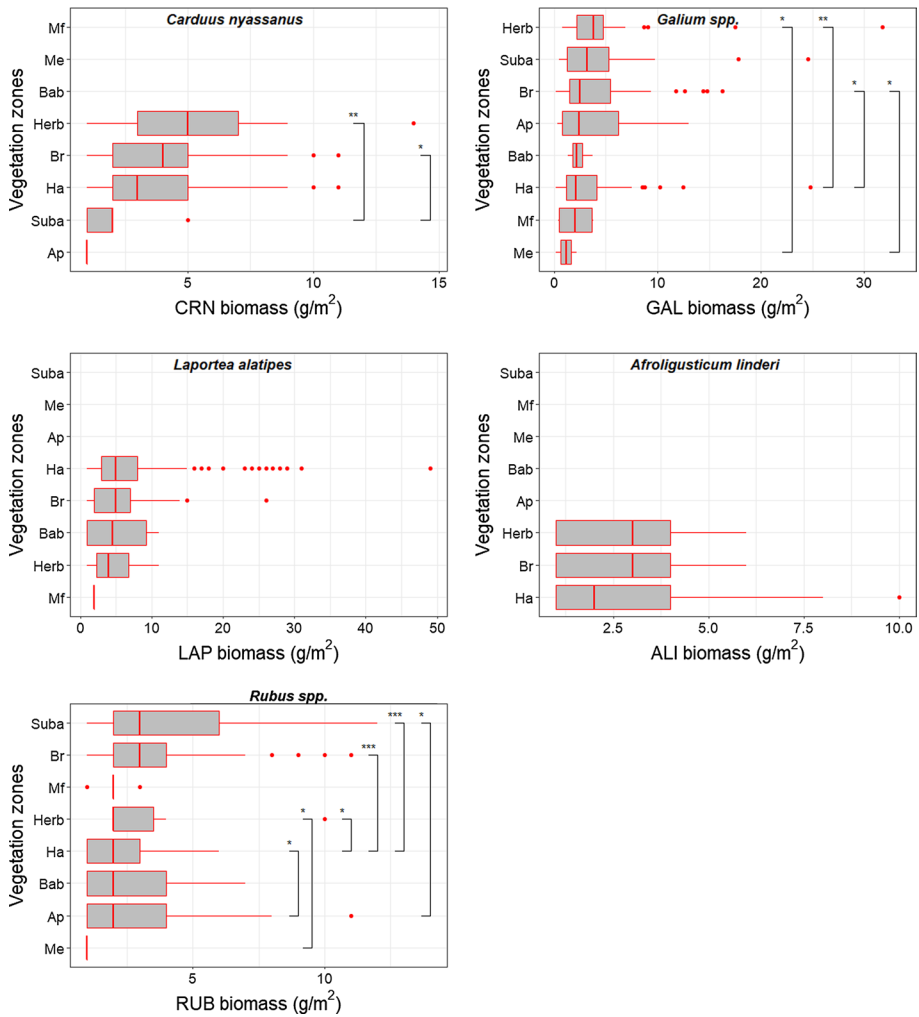 Carduus nyassanus
Vegetation zones
Mf
Me
Bab
Herb
Br
Ha
Suba
Ap
**
*
5
10
15
CRN biomass (g/m²)
Galium spp.
Vegetation zones
Herb
Suba
Br
Ap
Bab
Ha
Mf
Me
*
**
*
*
0
10
20
30
GAL biomass (g/m²)
Laportea alatipes
Vegetation zones
Suba
Me
Ap
Ha
Br
Bab
Herb
Mf
0
10
20
30
40
50
LAP biomass (g/m²)
Afroligusticum linderi
Vegetation zones
Suba
Mf
Me
Bab
Ap
Herb
Br
Ha
2.5
5.0
7.5
10.0
ALI biomass (g/m²)
Rubus spp.
Vegetation zones
Suba
Br
Mf
Herb
Ha
Bab
Ap
Me
***
*
***
*
*
*
5
10
RUB biomass (g/m²)